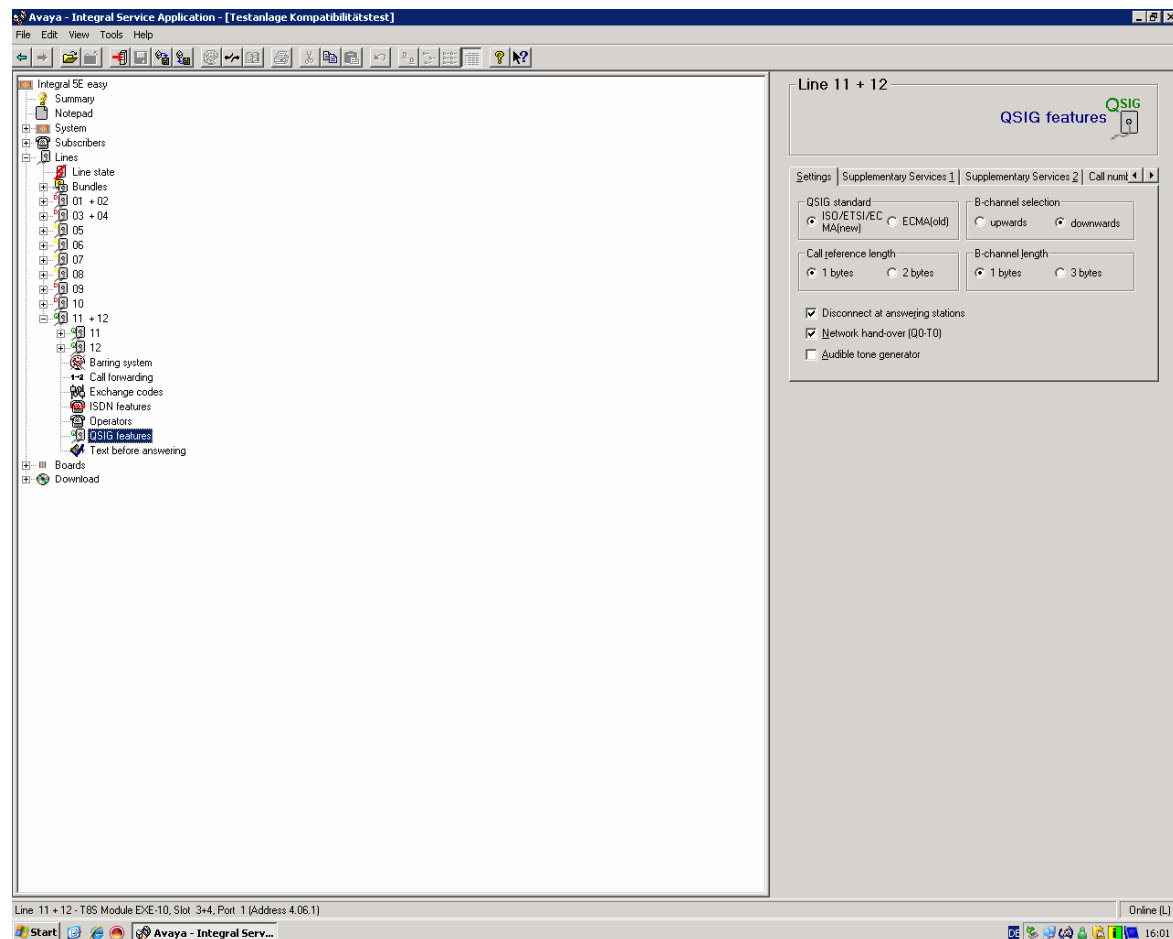 Avaya - Integral Service Application - [Testanlage Kompatibilitätstest]
File Edit View Tools Help
Integral 5E easy
Summary
Notepad
System
Subscribers
Lines
Line state
Bundles
01 + 02
03 + 04
05
06
07
08
09
10
11 + 12
11
12
Barring system
Call forwarding
Exchange codes
ISDN features
Operators
QSIG features
Text before answering
Boards
Download
Line 11 + 12
QSIG
QSIG features
Settings Supplementary Services 1 Supplementary Services 2 Call numb
QSIG standard
ISO/ETSI/EC
MA(new)
ECMA(old)
B-channel selection
upwards downwards
Call reference length
1 bytes 2 bytes
B-channel length
1 bytes 3 bytes
Disconnect at answering stations
Network hand-over (Q0-T0)
Audible tone generator
Line 11 + 12 - T8S Module EXE-10, Slot 3+4, Port 1 (Address 4.06.1)
Online (L)
Start
Avaya - Integral Serv...
DE
16:01